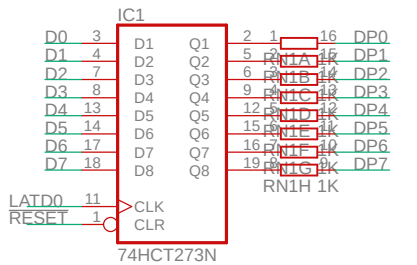 IC1
D0 3 D1 Q1 2 1 16 DP0
D1 4 D2 Q2 5 2 RN1A 1K 15 DP1
D2 7 D3 Q3 6 3 RN1B 1K 14 DP2
D3 8 D4 Q4 9 4 RN1C 1K 13 DP3
D4 13 D5 Q5 12 5 RN1D 1K 12 DP4
D5 14 D6 Q6 15 6 RN1E 1K 11 DP5
D6 17 D7 Q7 16 7 RN1F 1K 10 DP6
D7 18 D8 Q8 19 8 RN1G 1K 9 DP7
RN1H 1K
LATD0 11 CLK
RESET 1 CLR
74HCT273N